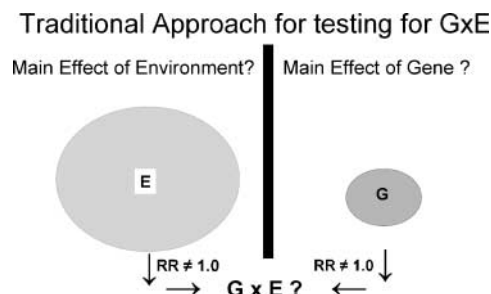 Traditional Approach for testing for GxE
Main Effect of Environment?
Main Effect of Gene ?
E
G
RR ≠ 1.0
RR ≠ 1.0
G x E ?